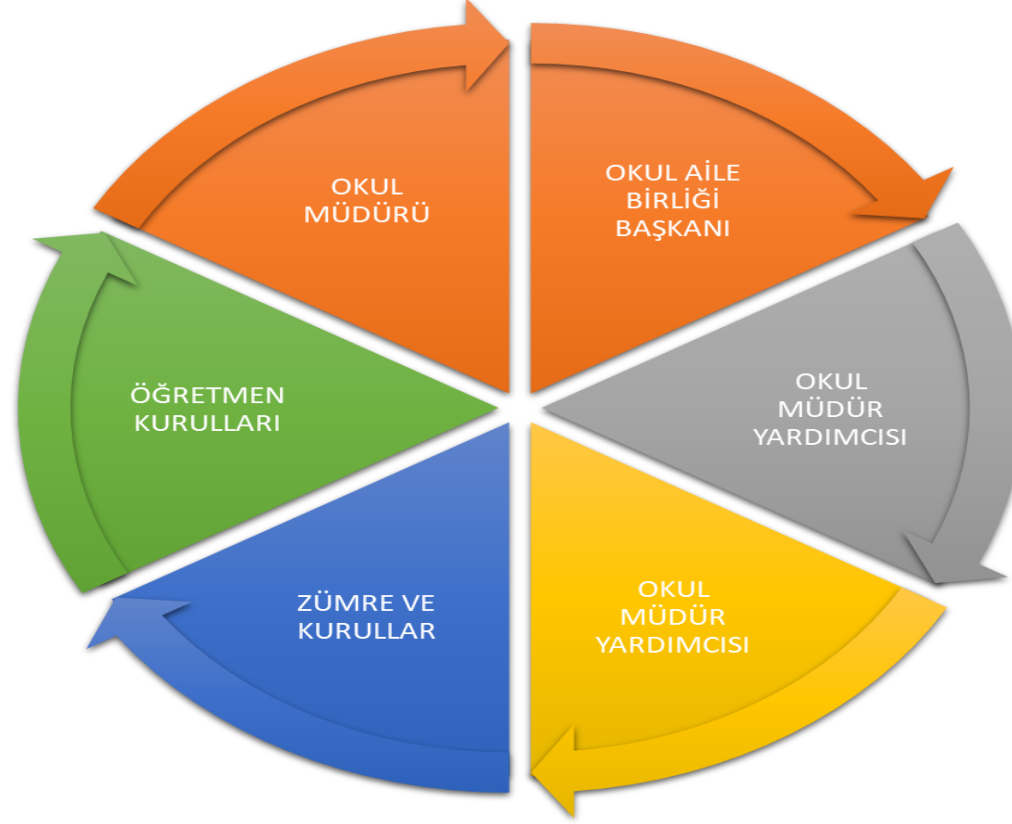 OKUL
MÜDÜRÜ
OKUL AİLE
BİRLİĞİ
BAŞKANI
OKUL
MÜDÜR
YARDIMCISI
OKUL
MÜDÜR
YARDIMCISI
ZÜMRE VE
KURULLAR
ÖĞRETMEN
KURULLARI